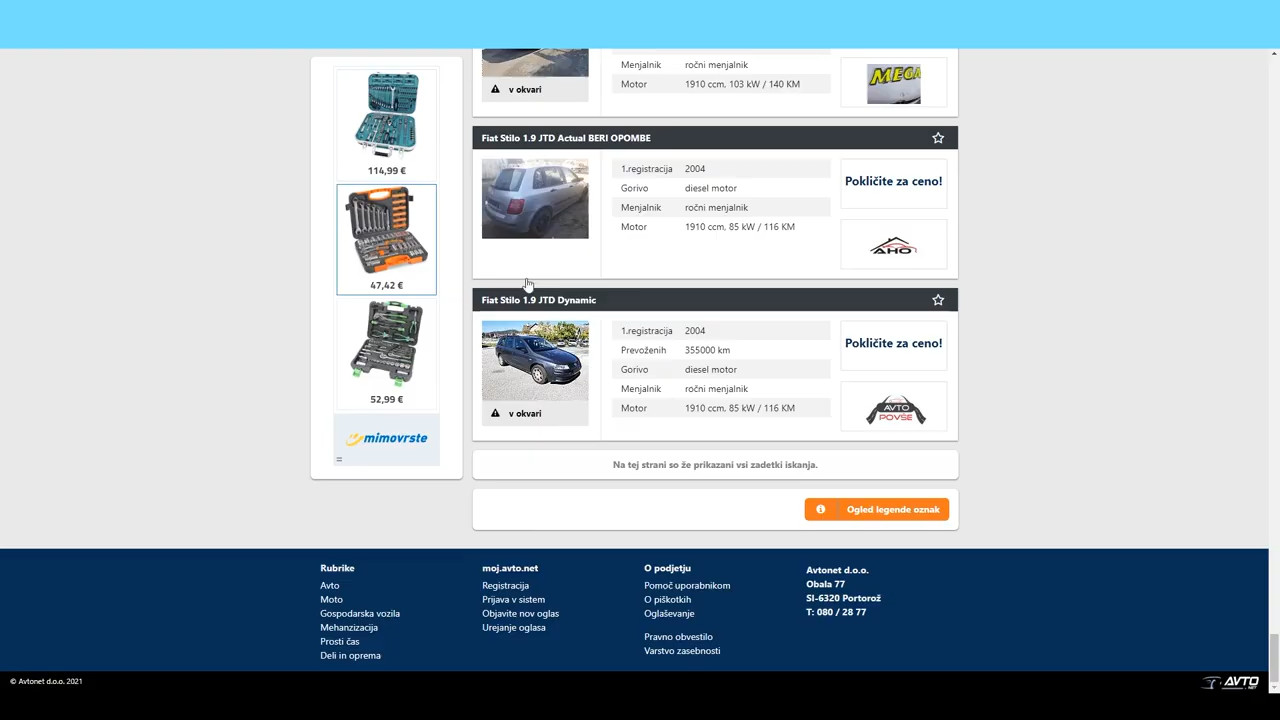 114,99 €
47,42 €
52,99 €
mimovrste
v okvari
Menjalnik ročni menjalnik
Motor 1910 ccm, 103 kW / 140 KM
MEGA
Fiat Stilo 1.9 JTD Actual BERI OPOMBE
1.registracija 2004
Gorivo diesel motor
Menjalnik ročni menjalnik
Motor 1910 ccm, 85 kW / 116 KM
Pokličite za ceno!
AHO
Fiat Stilo 1.9 JTD Dynamic
v okvari
1.registracija 2004
Prevoženih 355000 km
Gorivo diesel motor
Menjalnik ročni menjalnik
Motor 1910 ccm, 85 kW / 116 KM
Pokličite za ceno!
AVTO
POVŠE
Na tej strani so že prikazani vsi zadetki iskanja.
Ogled legende oznak
Rubrike
Avto
Moto
Gospodarska vozila
Mehanizacija
Prosti čas
Deli in oprema
moj.avto.net
Registracija
Prijava v sistem
Objavite nov oglas
Urejanje oglasa
O podjetju
Pomoč uporabnikom
O piškotkih
Oglaševanje
Pravno obvestilo
Varstvo zasebnosti
Avtonet d.o.o.
Obala 77
SI-6320 Portorož
T: 080 / 28 77
© Avtonet d.o.o. 2021
AVTO
.NET